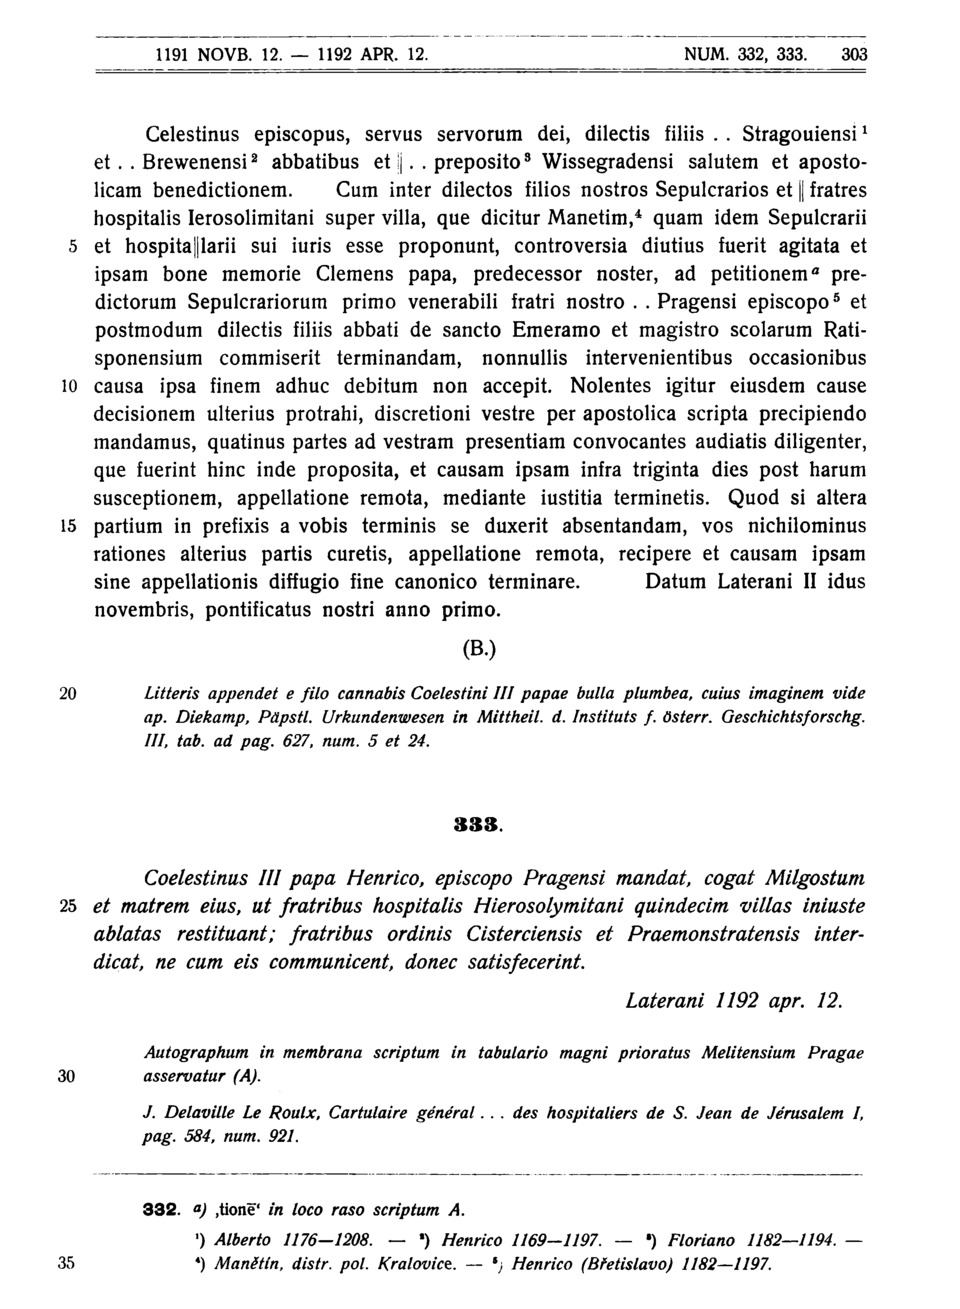 1191 NOVB. 12. — 1192 APR. 12. NUM. 332, 333. 303
Celestinus episcopus, servus servorum dei, dilectis filiis . . Stragouiensi¹
et . . Brewenensi² abbatibus et || . . preposito³ Wissegradensi salutem et aposto-
licam benedictionem. Cum inter dilectos filios nostros Sepulcrarios et || fratres
hospitalis Ierosolimitani super villa, que dicitur Manetim,⁴ quam idem Sepulcrarii
5 et hospita||larii sui iuris esse proponunt, controversia diutius fuerit agitata et
ipsam bone memorie Clemens papa, predecessor noster, ad petitionemᵃ pre-
dictorum Sepulcrariorum primo venerabili fratri nostro . . Pragensi episcopo⁵ et
postmodum dilectis filiis abbati de sancto Emeramo et magistro scolarum Rati-
sponensium commiserit terminandam, nonnullis intervenientibus occasionibus
10 causa ipsa finem adhuc debitum non accepit. Nolentes igitur eiusdem cause
decisionem ulterius protrahi, discretioni vestre per apostolica scripta precipiendo
mandamus, quatinus partes ad vestram presentiam convocantes audiatis diligenter,
que fuerint hinc inde proposita, et causam ipsam infra triginta dies post harum
susceptionem, appellatione remota, mediante iustitia terminetis. Quod si altera
15 partium in prefixis a vobis terminis se duxerit absentandam, vos nichilominus
rationes alterius partis curetis, appellatione remota, recipere et causam ipsam
sine appellationis diffugio fine canonico terminare. Datum Laterani II idus
novembris, pontificatus nostri anno primo.
(B.)
20 Litteris appendet e filo cannabis Coelestini III papae bulla plumbea, cuius imaginem vide
ap. Diekamp, Päpstl. Urkundenwesen in Mittheil. d. Instituts f. österr. Geschichtsforschg.
III, tab. ad pag. 627, num. 5 et 24.
333.
Coelestinus III papa Henrico, episcopo Pragensi mandat, cogat Milgostum
25 et matrem eius, ut fratribus hospitalis Hierosolymitani quindecim villas iniuste
ablatas restituant; fratribus ordinis Cisterciensis et Praemonstratensis inter-
dicat, ne cum eis communicent, donec satisfecerint.
Laterani 1192 apr. 12.
Autographum in membrana scriptum in tabulario magni prioratus Melitensium Pragae
30 asservatur (A).
J. Delaville Le Roulx, Cartulaire général . . . des hospitaliers de S. Jean de Jérusalem I,
pag. 584, num. 921.
332. a) ‚tionē‘ in loco raso scriptum A.
¹) Alberto 1176—1208. — ²) Henrico 1169—1197. — ³) Floriano 1182—1194. —
35 ⁴) Manětín, distr. pol. Kralovice. — ⁵) Henrico (Břetislavo) 1182—1197.